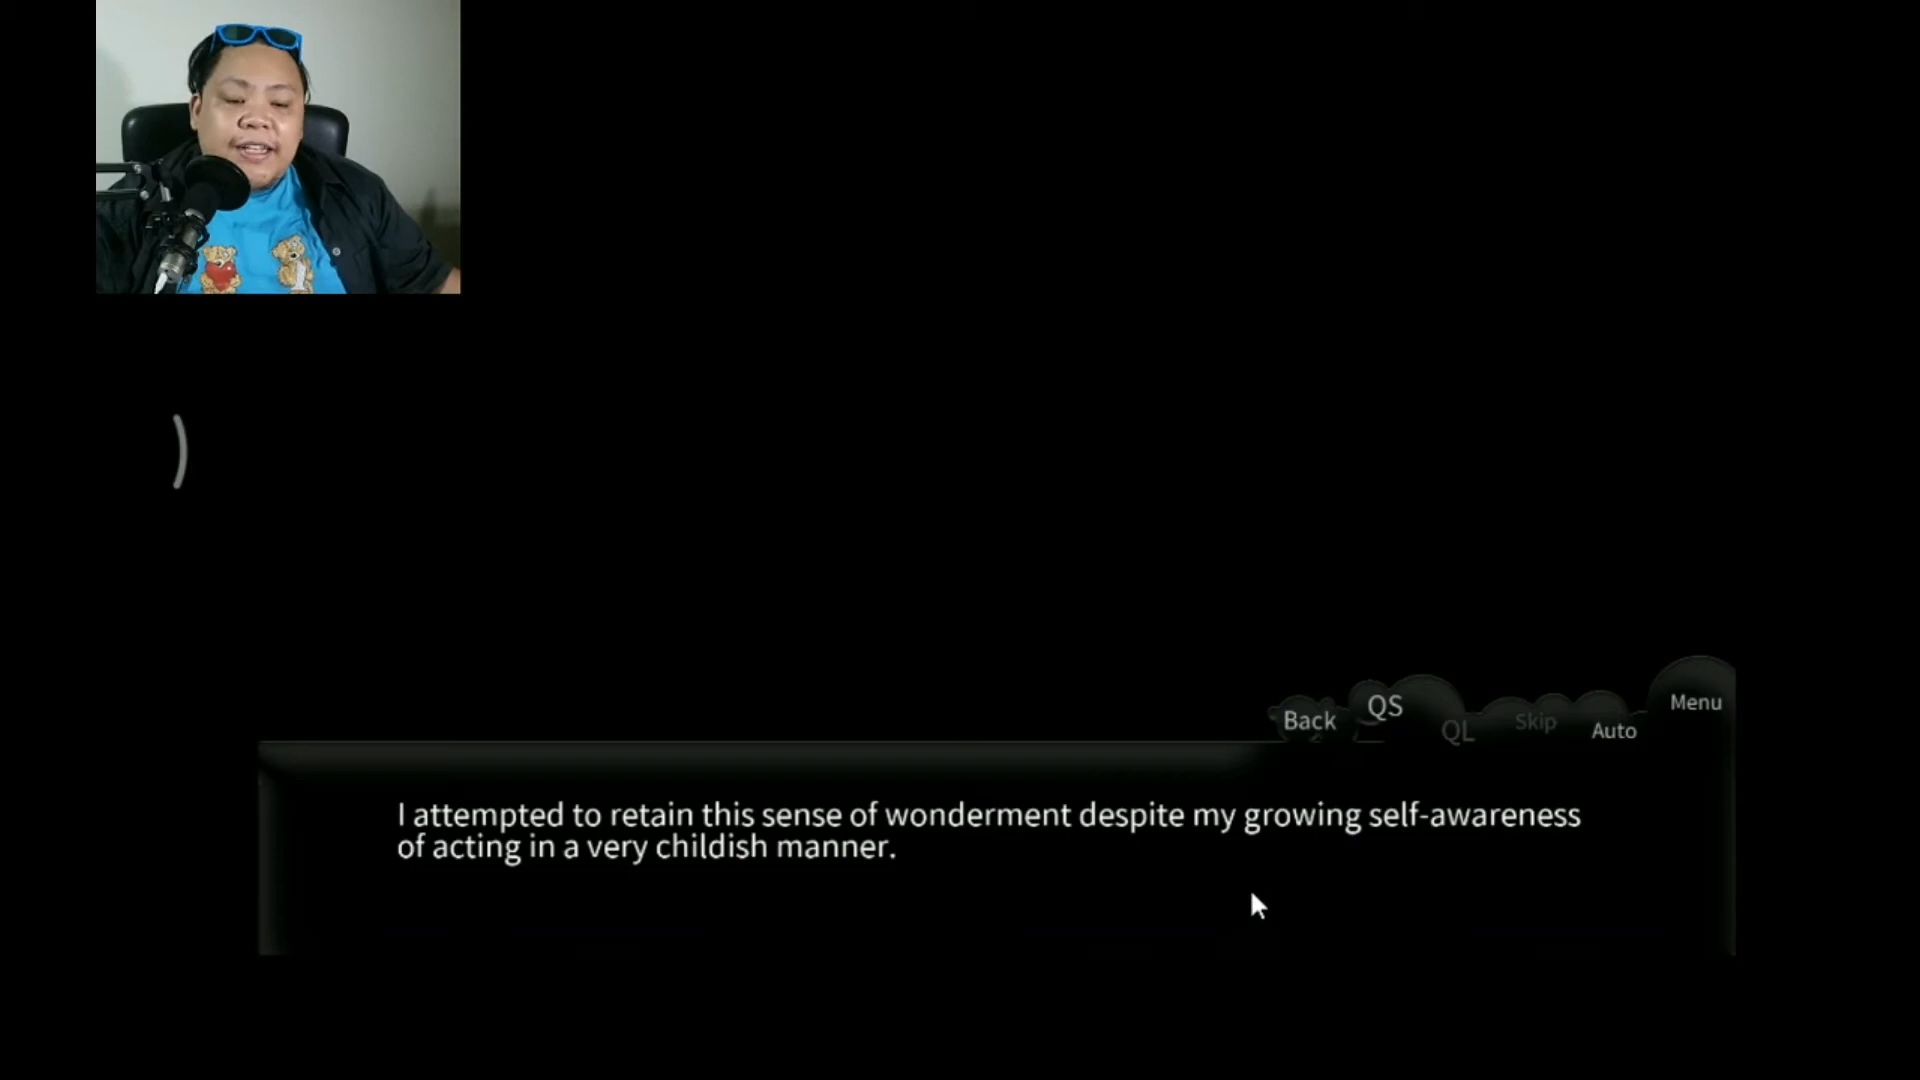 Back
QS
QL
Skip
Auto
Menu
I attempted to retain this sense of wonderment despite my growing self-awareness
of acting in a very childish manner.